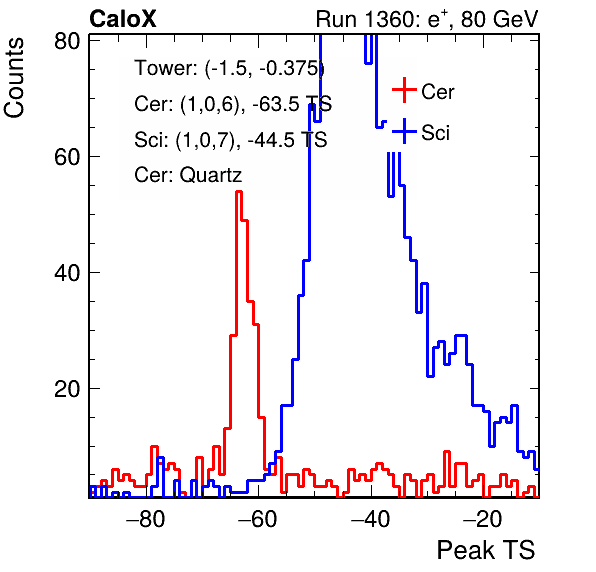 CaloX Run 1360: e⁺, 80 GeV
Counts
80
Tower: (-1.5, -0.375)
Cer: (1,0,6), -63.5 TS
Sci: (1,0,7), -44.5 TS
Cer: Quartz
Cer
Sci
60
40
20
−80 −60 −40 −20
Peak TS